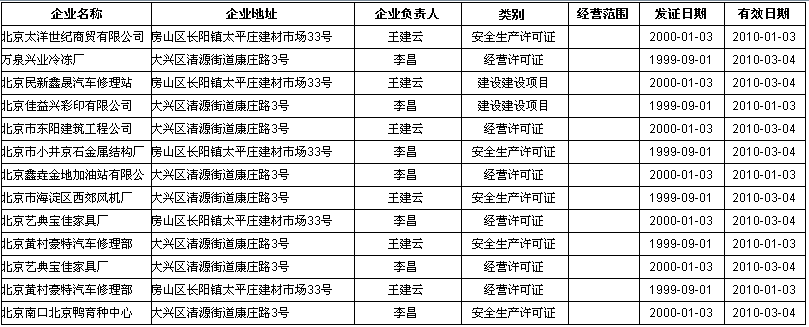 企业名称 企业地址 企业负责人 类别 经营范围 发证日期 有效日期
北京太洋世纪商贸有限公司 房山区长阳镇太平庄建材市场33号 王建云 安全生产许可证 2000-01-03 2010-01-03
万泉兴业冷冻厂 大兴区清源街道康庄路3号 李昌 经营许可证 1999-09-01 2010-03-04
北京民新鑫晟汽车修理站 房山区长阳镇太平庄建材市场33号 王建云 建设建设项目 2000-01-03 2010-03-04
北京佳益兴彩印有限公司 大兴区清源街道康庄路3号 李昌 建设建设项目 1999-09-01 2010-01-03
北京市东阳建筑工程公司 大兴区清源街道康庄路3号 王建云 经营许可证 2000-01-03 2010-03-04
北京市小井京石金属结构厂 房山区长阳镇太平庄建材市场33号 李昌 安全生产许可证 1999-09-01 2010-03-04
北京鑫垚金地加油站有限公 大兴区清源街道康庄路3号 李昌 经营许可证 2000-01-03 2010-01-03
北京市海淀区西郊风机厂 大兴区清源街道康庄路3号 王建云 安全生产许可证 1999-09-01 2010-03-04
北京艺典宝佳家具厂 房山区长阳镇太平庄建材市场33号 李昌 经营许可证 2000-01-03 2010-03-04
北京黄村豪特汽车修理部 大兴区清源街道康庄路3号 王建云 安全生产许可证 1999-09-01 2010-01-03
北京艺典宝佳家具厂 大兴区清源街道康庄路3号 李昌 经营许可证 2000-01-03 2010-03-04
北京黄村豪特汽车修理部 房山区长阳镇太平庄建材市场33号 王建云 经营许可证 1999-09-01 2010-03-04
北京南口北京鸭育种中心 大兴区清源街道康庄路3号 李昌 安全生产许可证 2000-01-03 2010-03-04